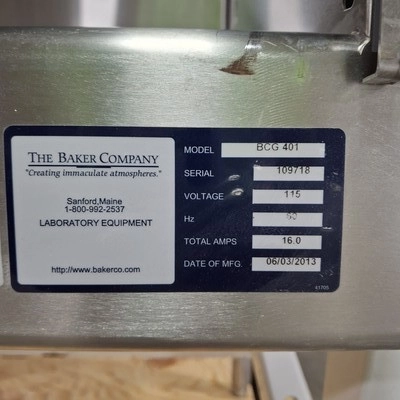 THE BAKER COMPANY
"Creating immaculate atmospheres."
Sanford,Maine
1-800-992-2537
LABORATORY EQUIPMENT
http://www.bakerco.com
MODEL BCG 401
SERIAL 109718
VOLTAGE 115
Hz 60
TOTAL AMPS 16.0
DATE OF MFG. 06/03/2013
41705